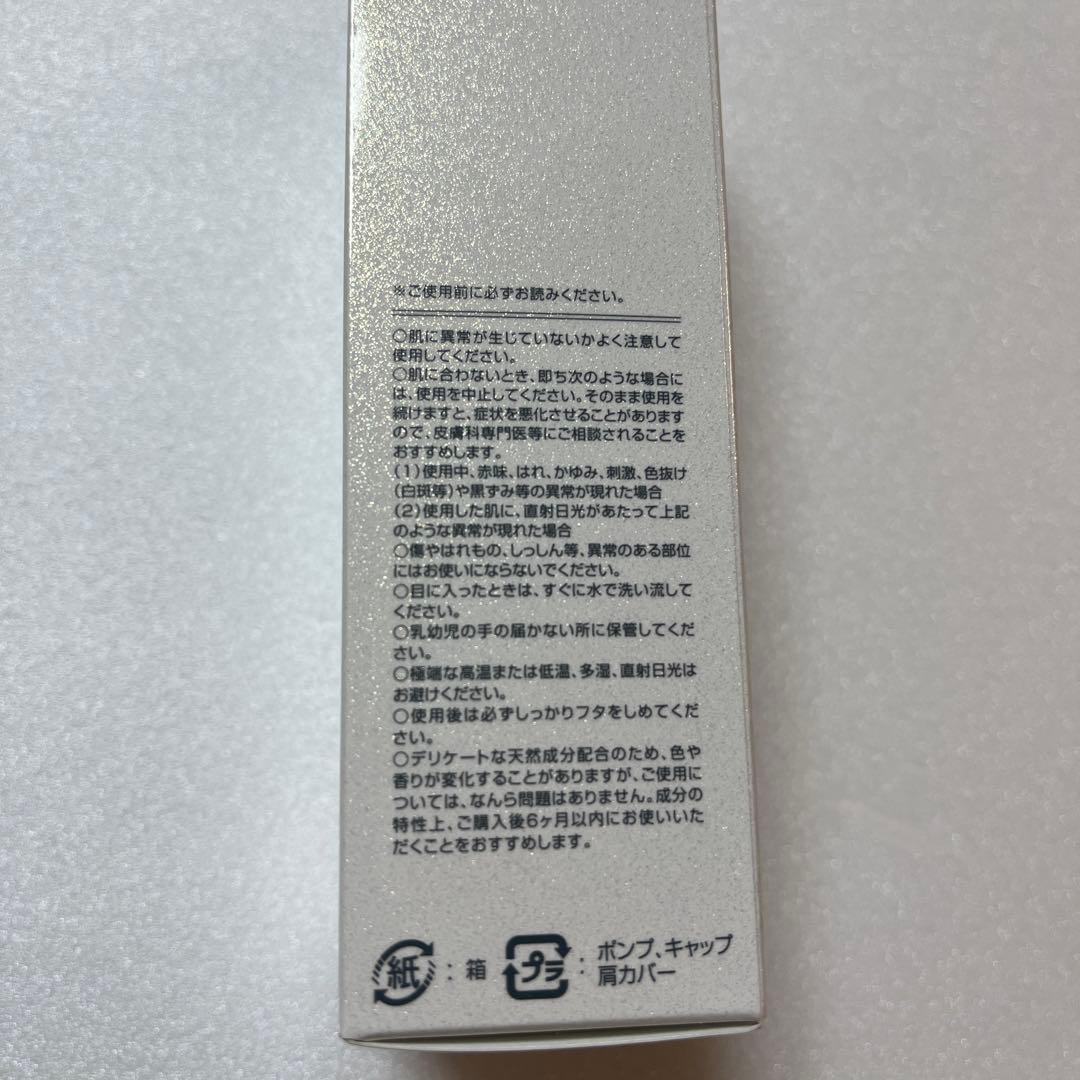 ※ご使用前に必ずお読みください。
○肌に異常が生じていないかよく注意して
使用してください。
○肌に合わないとき、即ち次のような場合に
は、使用を中止してください。そのまま使用を
続けますと、症状を悪化させることがあります
ので、皮膚科専門医等にご相談されることを
おすすめします。
(1)使用中、赤味、はれ、かゆみ、刺激、色抜け
(白斑等)や黒ずみ等の異常が現れた場合
(2)使用した肌に、直射日光があたって上記
のような異常が現れた場合
○傷やはれもの、しっしん等、異常のある部位
にはお使いにならないでください。
○目に入ったときは、すぐに水で洗い流して
ください。
○乳幼児の手の届かない所に保管してくだ
さい。
○極端な高温または低温、多湿、直射日光は
お避けください。
○使用後は必ずしっかりフタをしめてくだ
さい。
○デリケートな天然成分配合のため、色や
香りが変化することがありますが、ご使用に
ついては、なんら問題はありません。成分の
特性上、ご購入後6ヶ月以内にお使いいた
だくことをおすすめします。
紙:箱 プラ:ポンプ、キャップ
肩カバー